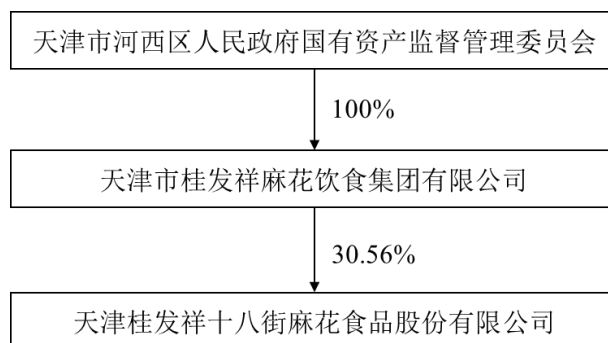 天津市河西区人民政府国有资产监督管理委员会
100%
天津市桂发祥麻花饮食集团有限公司
30.56%
天津桂发祥十八街麻花食品股份有限公司